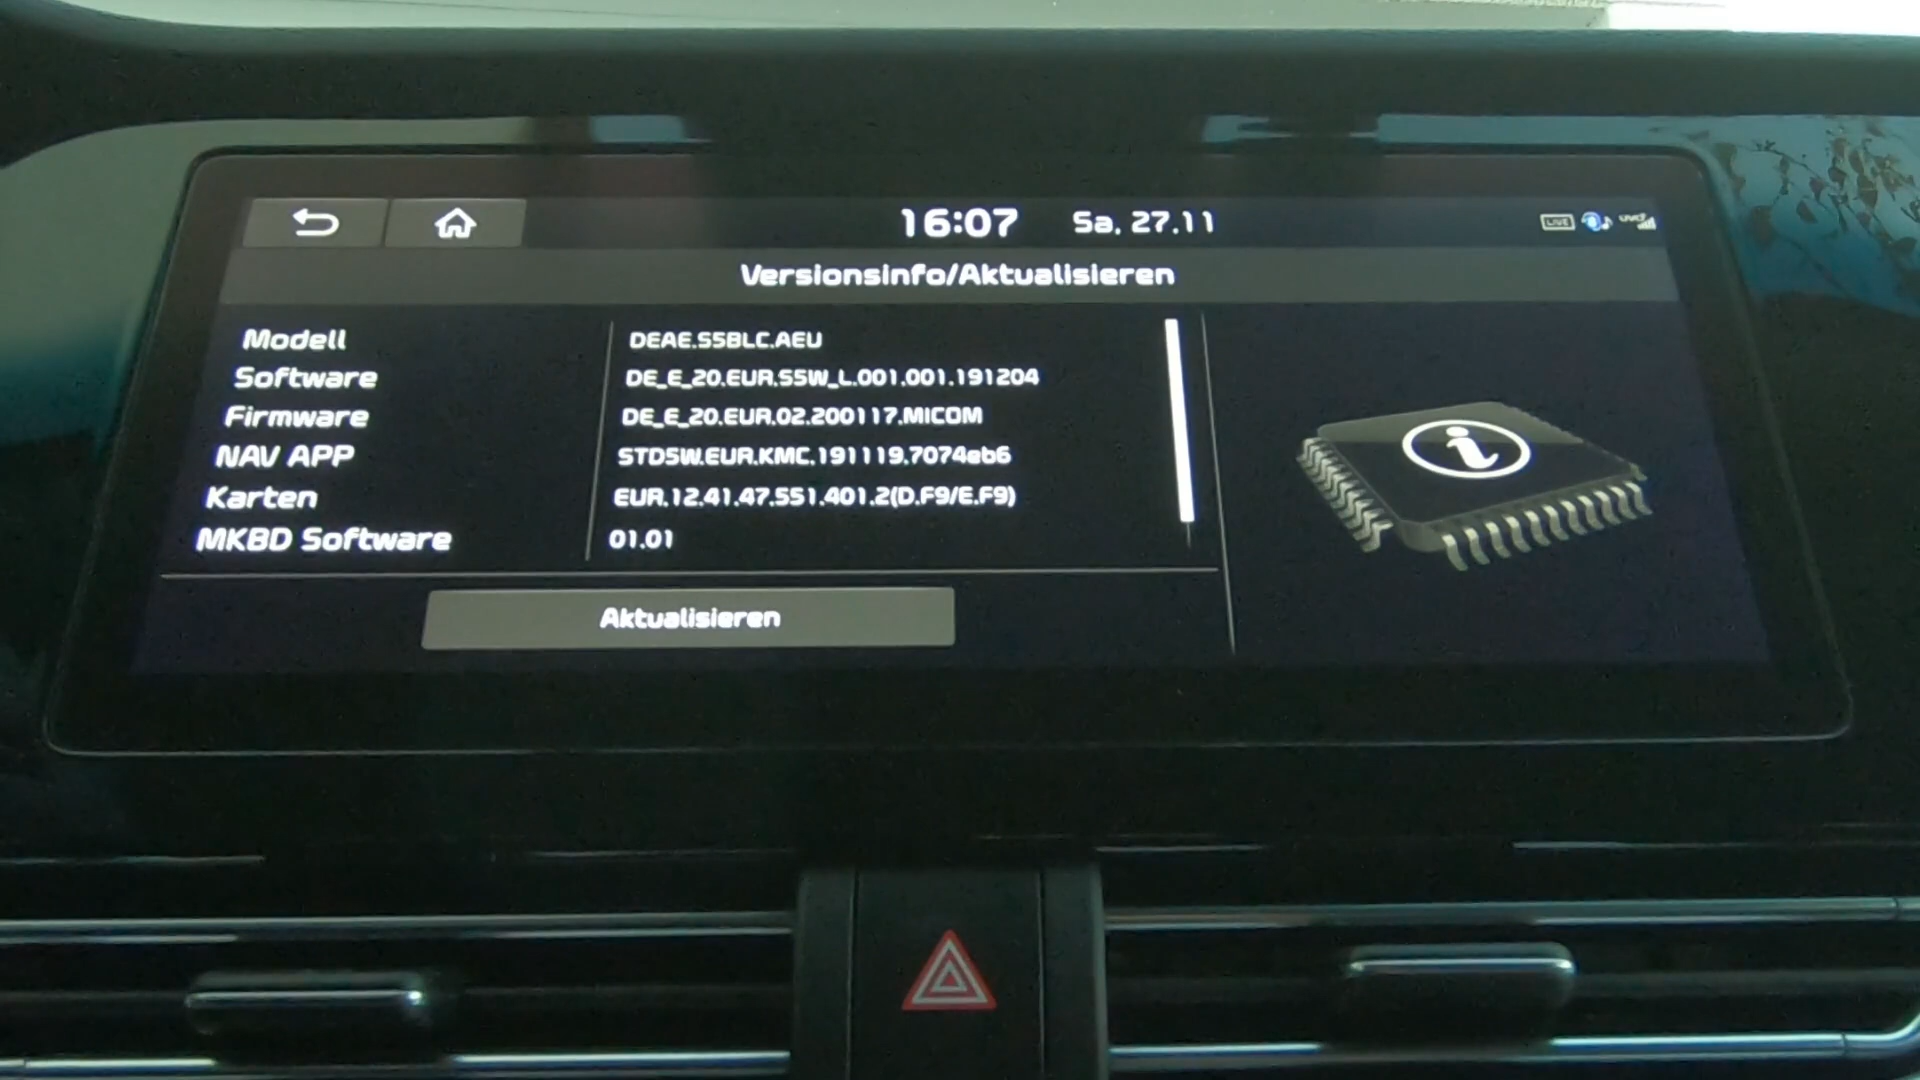 16:07 Sa. 27.11 LIVE
Versionsinfo/Aktualisieren
Modell DEAE.S5BLC.AEU
Software DE_E_20.EUR.S5W_L.001.001.191204
Firmware DE_E_20.EUR.02.200117.MICOM
NAV APP STD5W.EUR.KMC.191119.7074eb6
Karten EUR.12.41.47.551.401.2(D.F9/E.F9)
MKBD Software 01.01
Aktualisieren